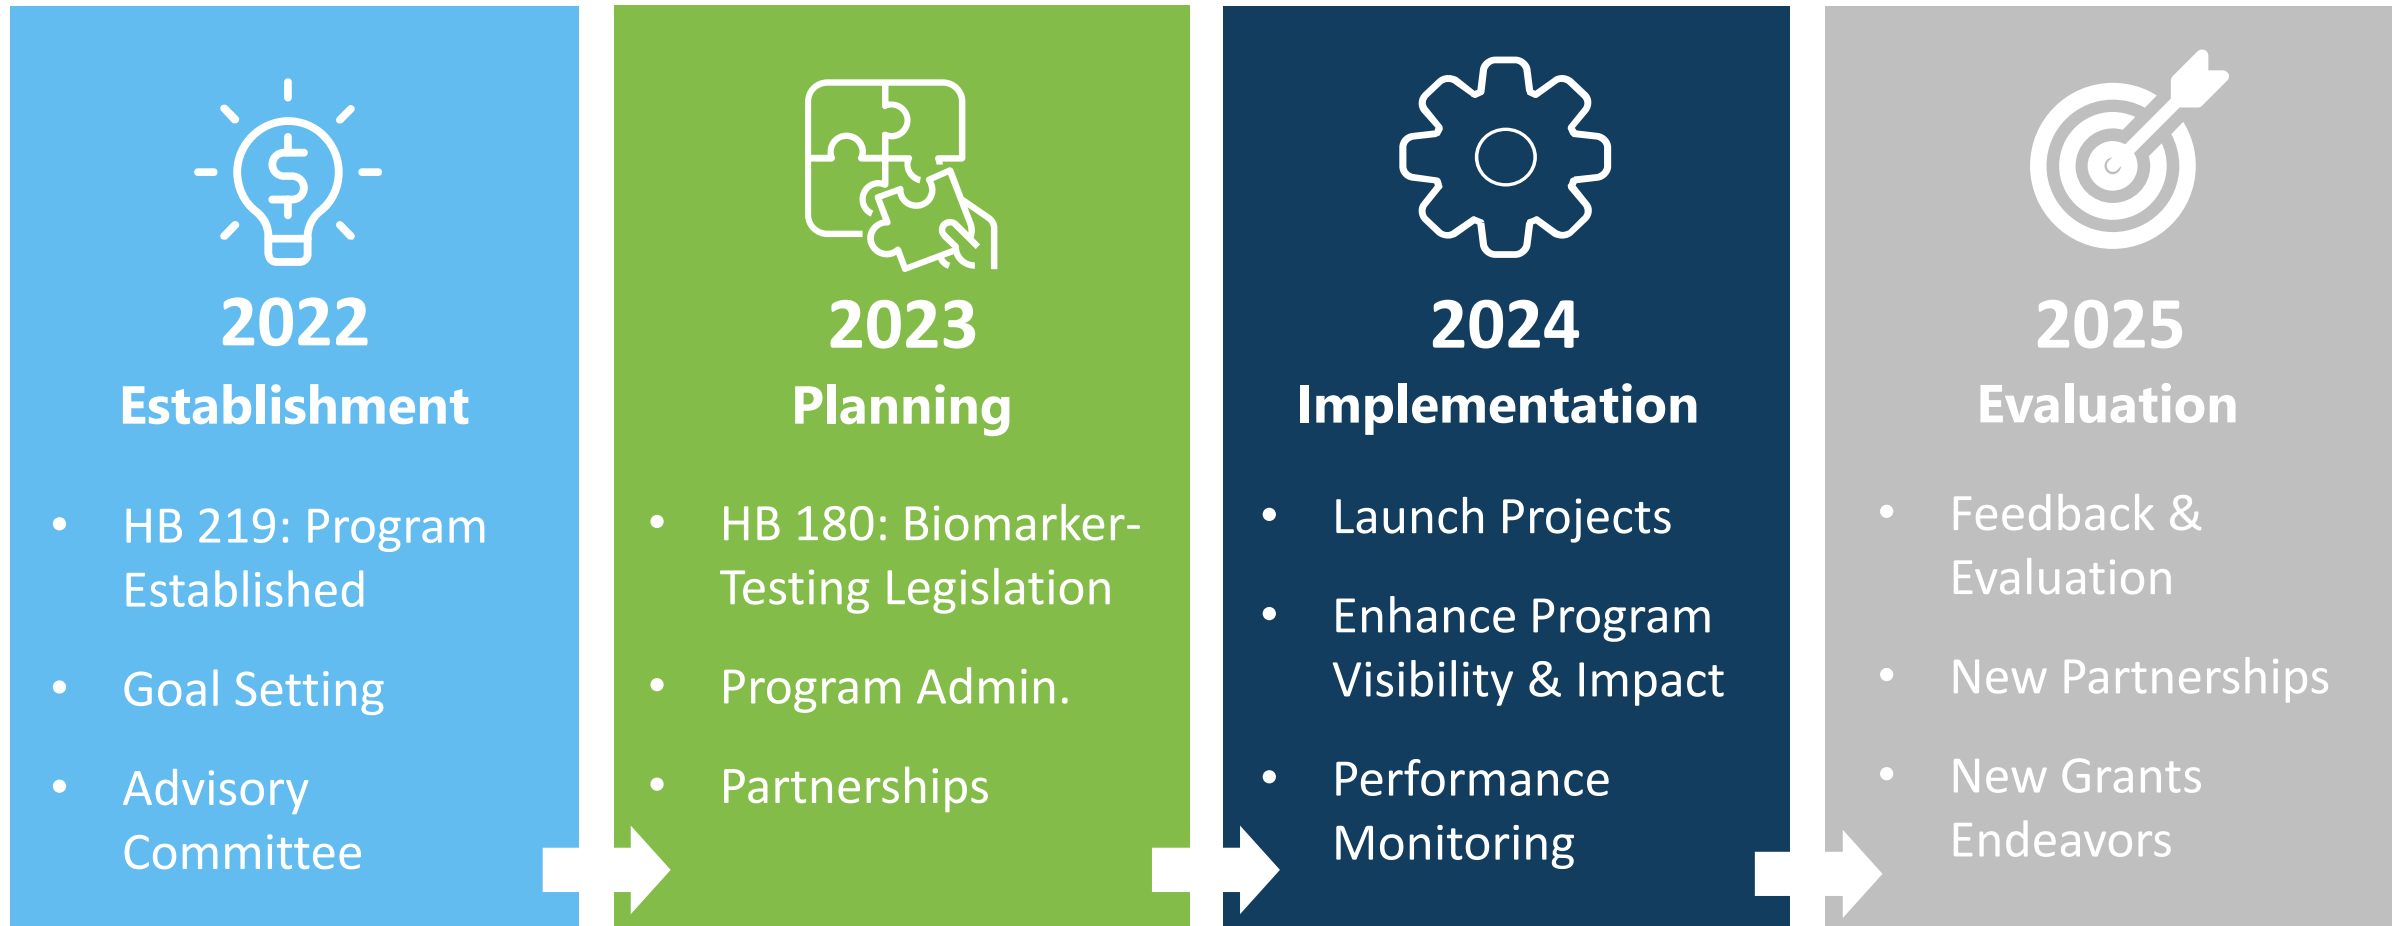 $
2022
Establishment
• HB 219: Program
Established
• Goal Setting
• Advisory
Committee
2023
Planning
• HB 180: Biomarker-
Testing Legislation
• Program Admin.
• Partnerships
2024
Implementation
• Launch Projects
• Enhance Program
Visibility & Impact
• Performance
Monitoring
2025
Evaluation
• Feedback &
Evaluation
• New Partnerships
• New Grants
Endeavors